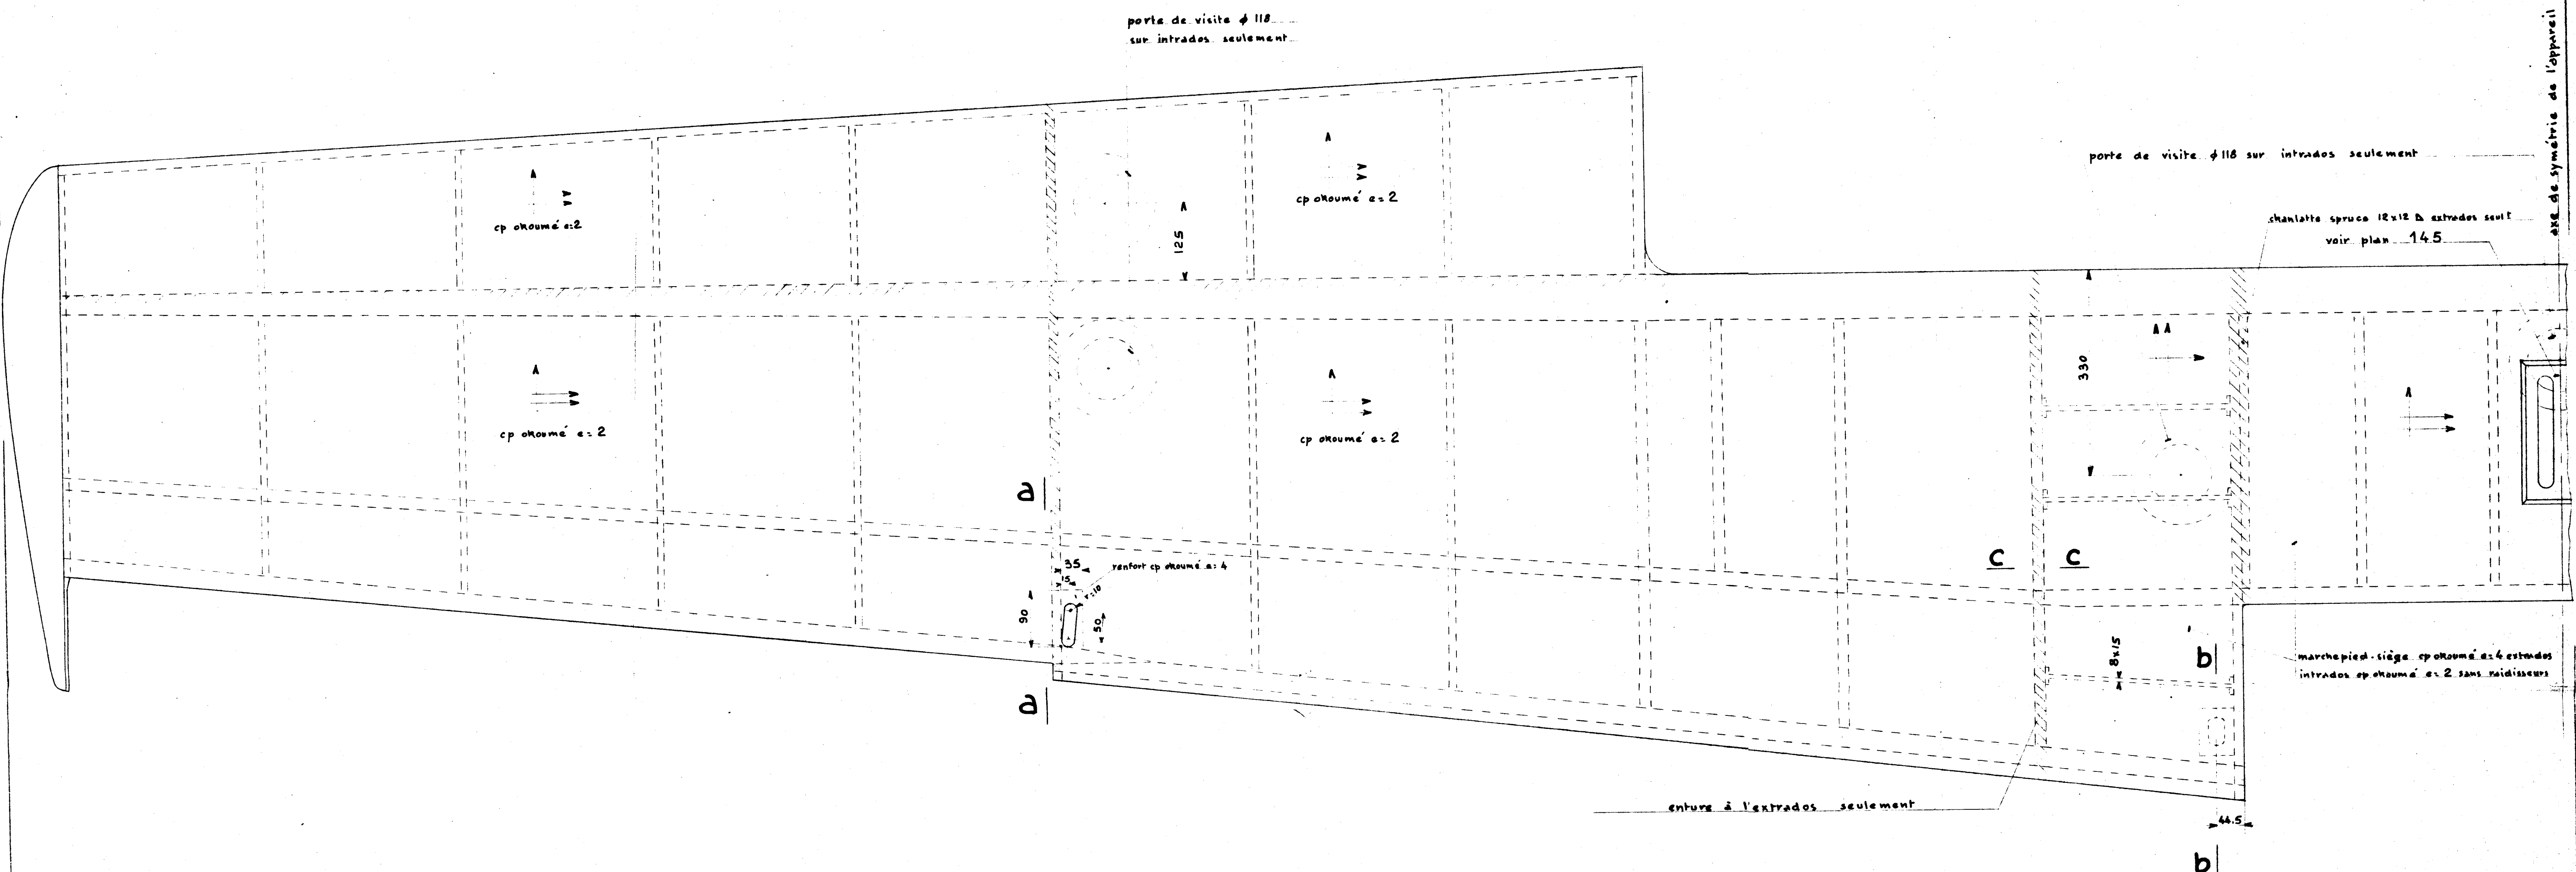 porte de visite ϕ 118
sur intrados seulement
axe de symétrie de l'appareil
porte de visite ϕ 118 sur intrados seulement
chanlatte spruce 12x12 △ extrados seult
voir plan 145
cp okoumé e=2
cp okoumé e=2
125
330
cp okoumé e=2
cp okoumé e=2
a
c
c
35
15
r=10
renfort cp okoumé e=4
90
50
a
8x15
b
marchepied-siège cp okoumé e=4 extrados
intrados cp okoumé e=2 sans raidisseurs
enture à l'extrados seulement
44.5
b